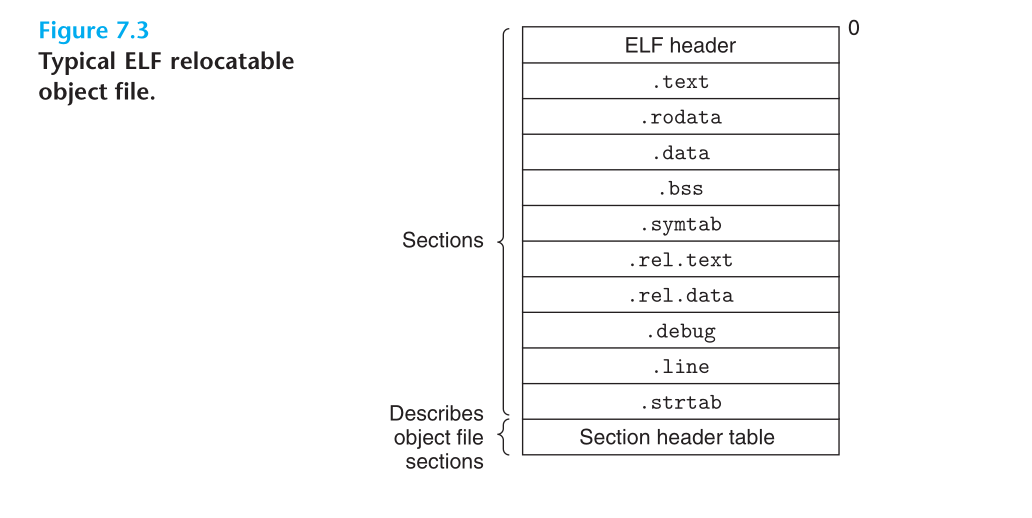 Figure 7.3
Typical ELF relocatable
object file.
0
ELF header
.text
.rodata
.data
.bss
.symtab
Sections
.rel.text
.rel.data
.debug
.line
.strtab
Describes
object file
sections
Section header table